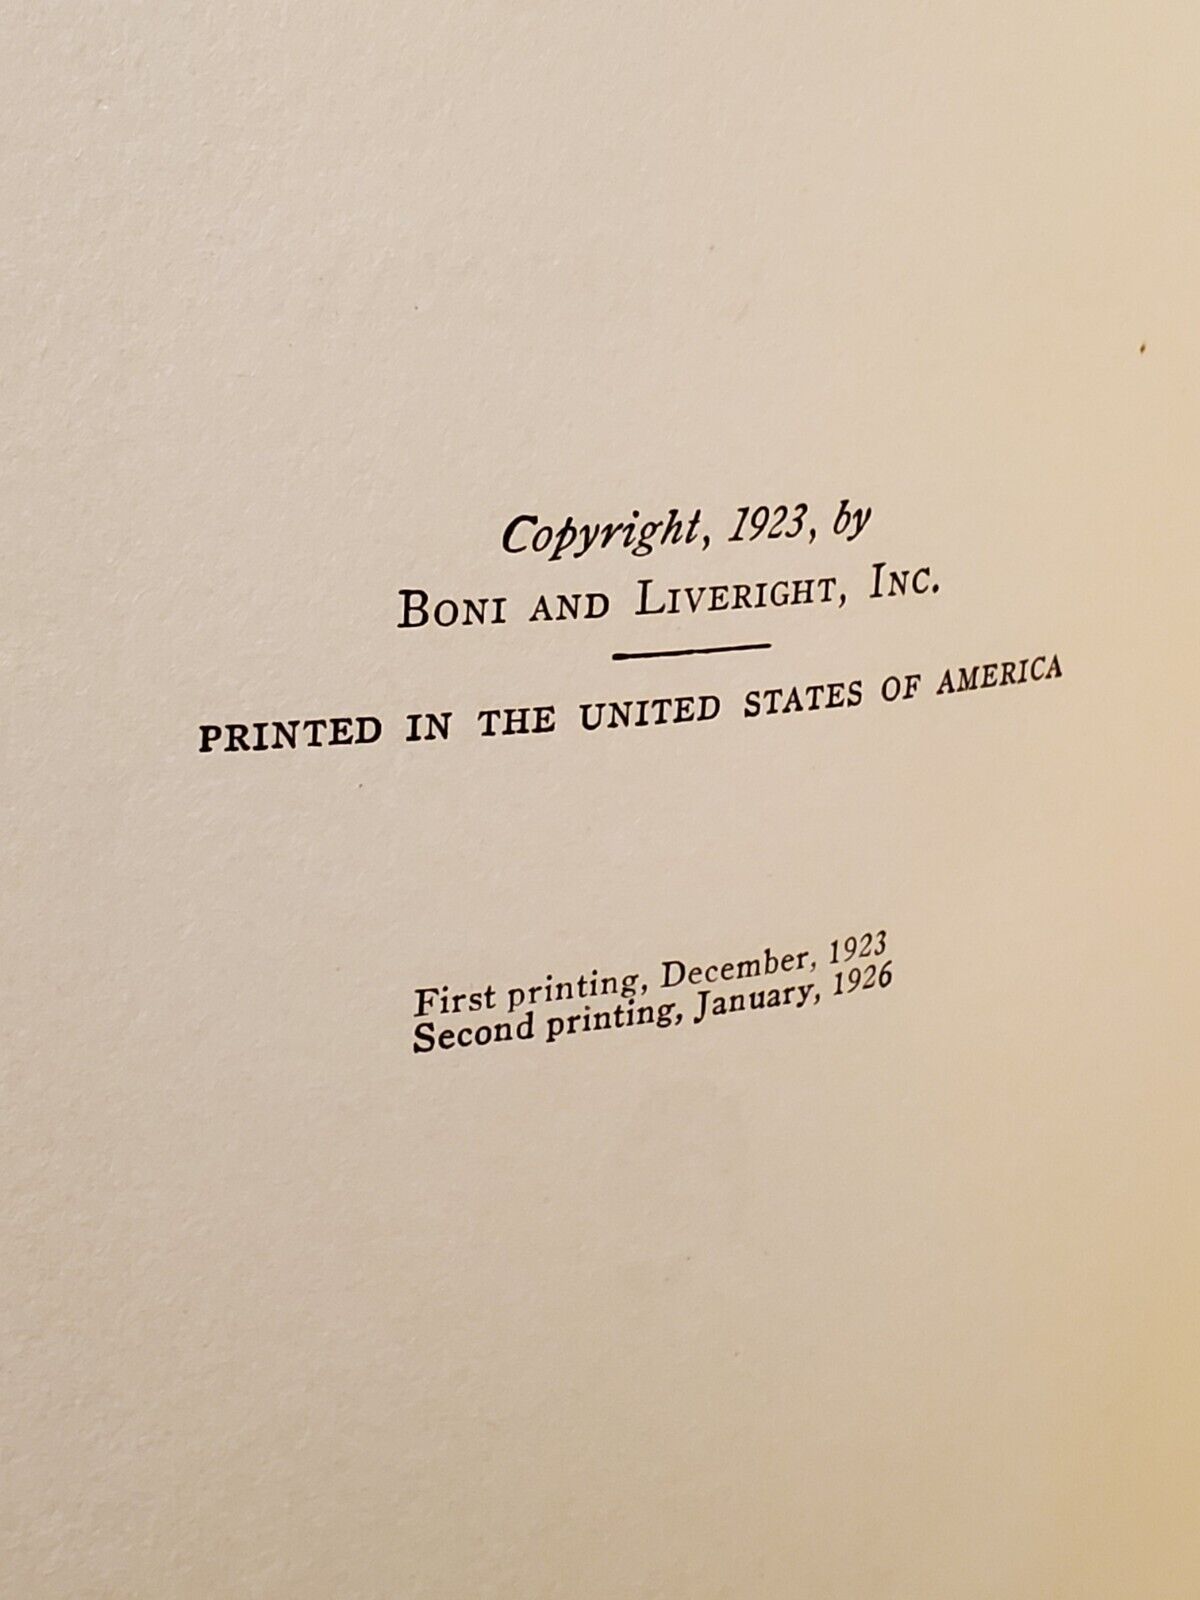 Copyright, 1923, by
BONI AND LIVERIGHT, INC.
PRINTED IN THE UNITED STATES OF AMERICA
First printing, December, 1923
Second printing, January, 1926